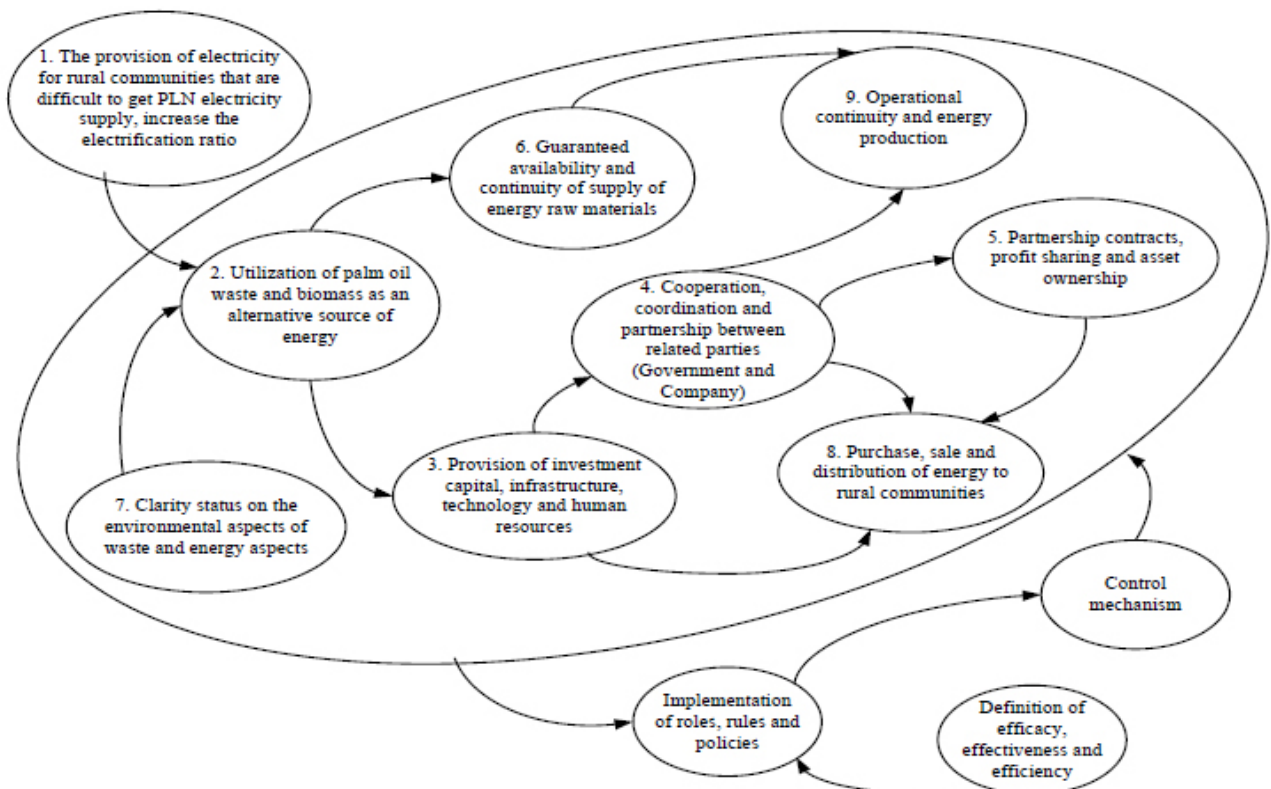 1. The provision of electricity
for rural communities that are
difficult to get PLN electricity
supply, increase the
electrification ratio
2. Utilization of palm oil
waste and biomass as an
alternative source of
energy
6. Guaranteed
availability and
continuity of supply of
energy raw materials
9. Operational
continuity and energy
production
5. Partnership contracts,
profit sharing and asset
ownership
4. Cooperation,
coordination and
partnership between
related parties
(Government and
Company)
3. Provision of investment
capital, infrastructure,
technology and human
resources
8. Purchase, sale and
distribution of energy to
rural communities
7. Clarity status on the
environmental aspects of
waste and energy aspects
Control
mechanism
Implementation
of roles, rules and
policies
Definition of
efficacy,
effectiveness and
efficiency